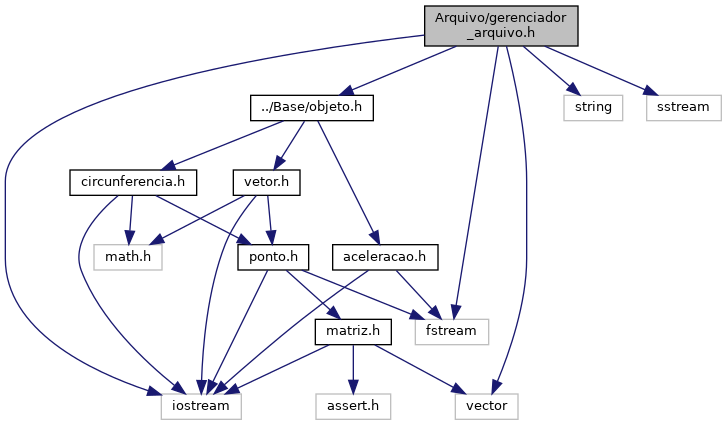 Arquivo/gerenciador
_arquivo.h
../Base/objeto.h
string
sstream
circunferencia.h
vetor.h
math.h
ponto.h
aceleracao.h
matriz.h
fstream
iostream
assert.h
vector